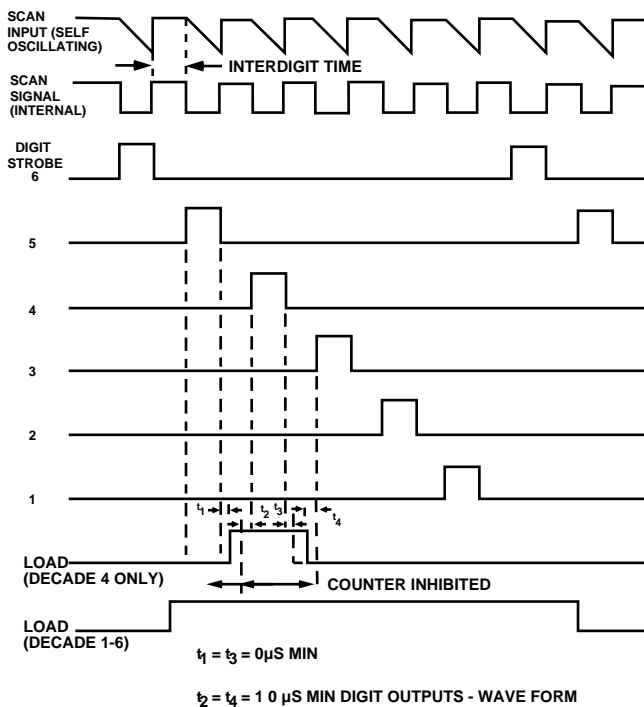 SCAN
INPUT (SELF
OSCILLATING)
INTERDIGIT TIME
SCAN
SIGNAL
(INTERNAL)
DIGIT
STROBE
6
5
4
3
2
1
t1 t2 t3 t4
LOAD
(DECADE 4 ONLY)
COUNTER INHIBITED
LOAD
(DECADE 1-6)
t1 = t3 = 0µS MIN
t2 = t4 = 1 0 µS MIN DIGIT OUTPUTS - WAVE FORM